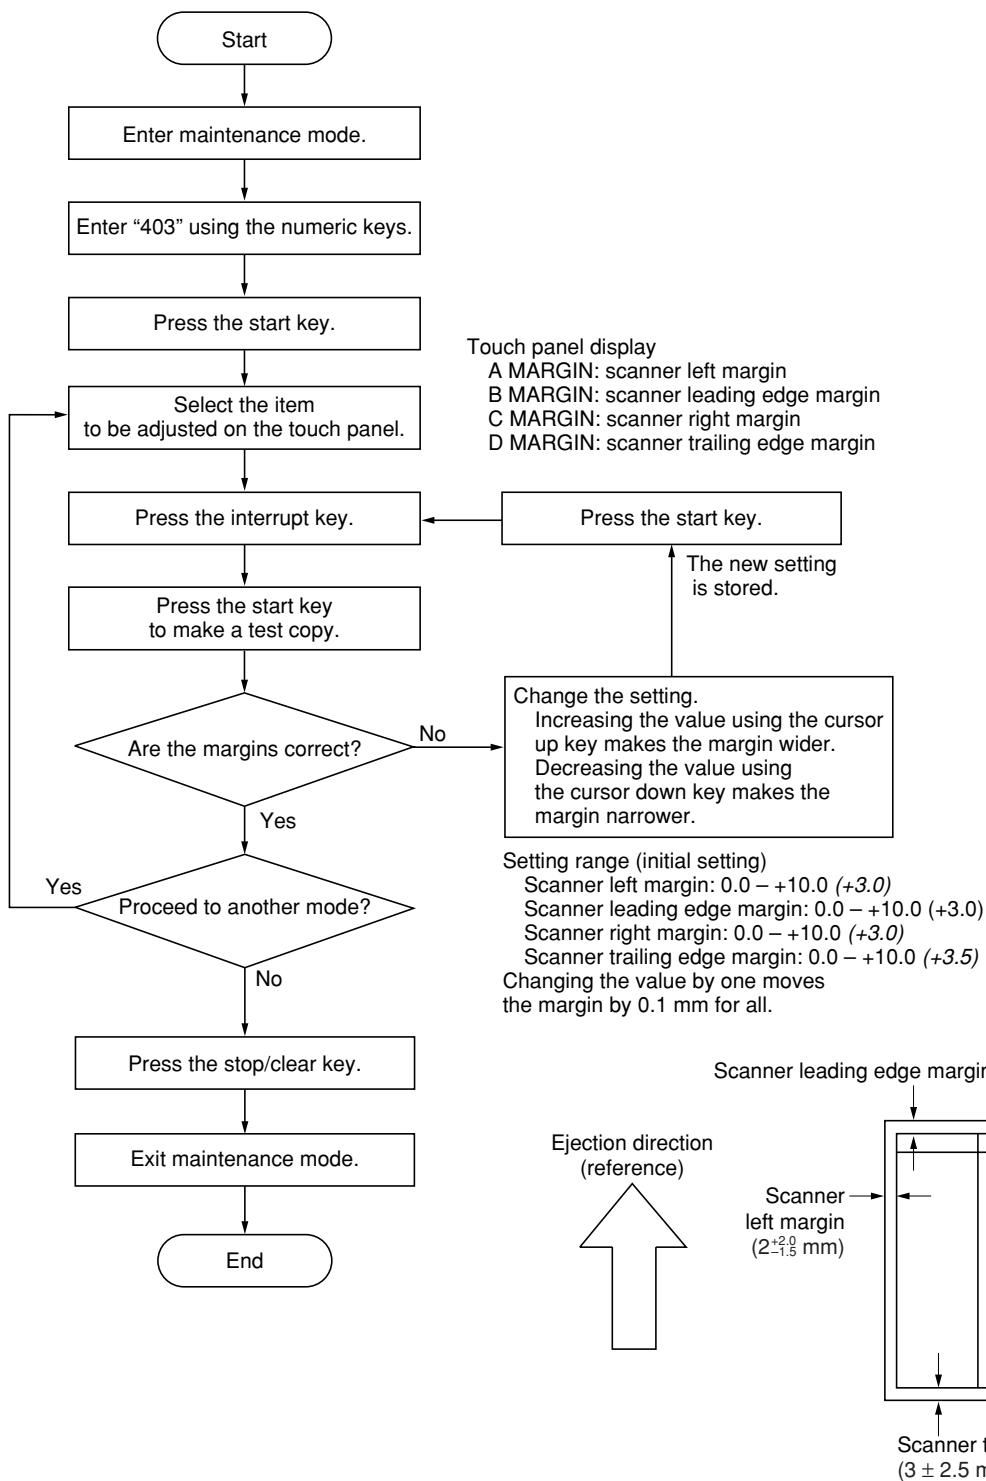 Start
Enter maintenance mode.
Enter “403” using the numeric keys.
Press the start key.
Touch panel display
A MARGIN: scanner left margin
B MARGIN: scanner leading edge margin
C MARGIN: scanner right margin
D MARGIN: scanner trailing edge margin
Select the item
to be adjusted on the touch panel.
Press the interrupt key.
Press the start key.
The new setting
is stored.
Press the start key
to make a test copy.
Are the margins correct?
No
Change the setting.
Increasing the value using the cursor
up key makes the margin wider.
Decreasing the value using
the cursor down key makes the
margin narrower.
Yes
Yes
Proceed to another mode?
No
Setting range (initial setting)
Scanner left margin: 0.0 – +10.0 (+3.0)
Scanner leading edge margin: 0.0 – +10.0 (+3.0)
Scanner right margin: 0.0 – +10.0 (+3.0)
Scanner trailing edge margin: 0.0 – +10.0 (+3.5)
Changing the value by one moves
the margin by 0.1 mm for all.
Press the stop/clear key.
Exit maintenance mode.
End
Ejection direction
(reference)
Scanner leading edge margin
Scanner
left margin
(2+2.0 −1.5 mm)
Scanner
(3 ± 2.5